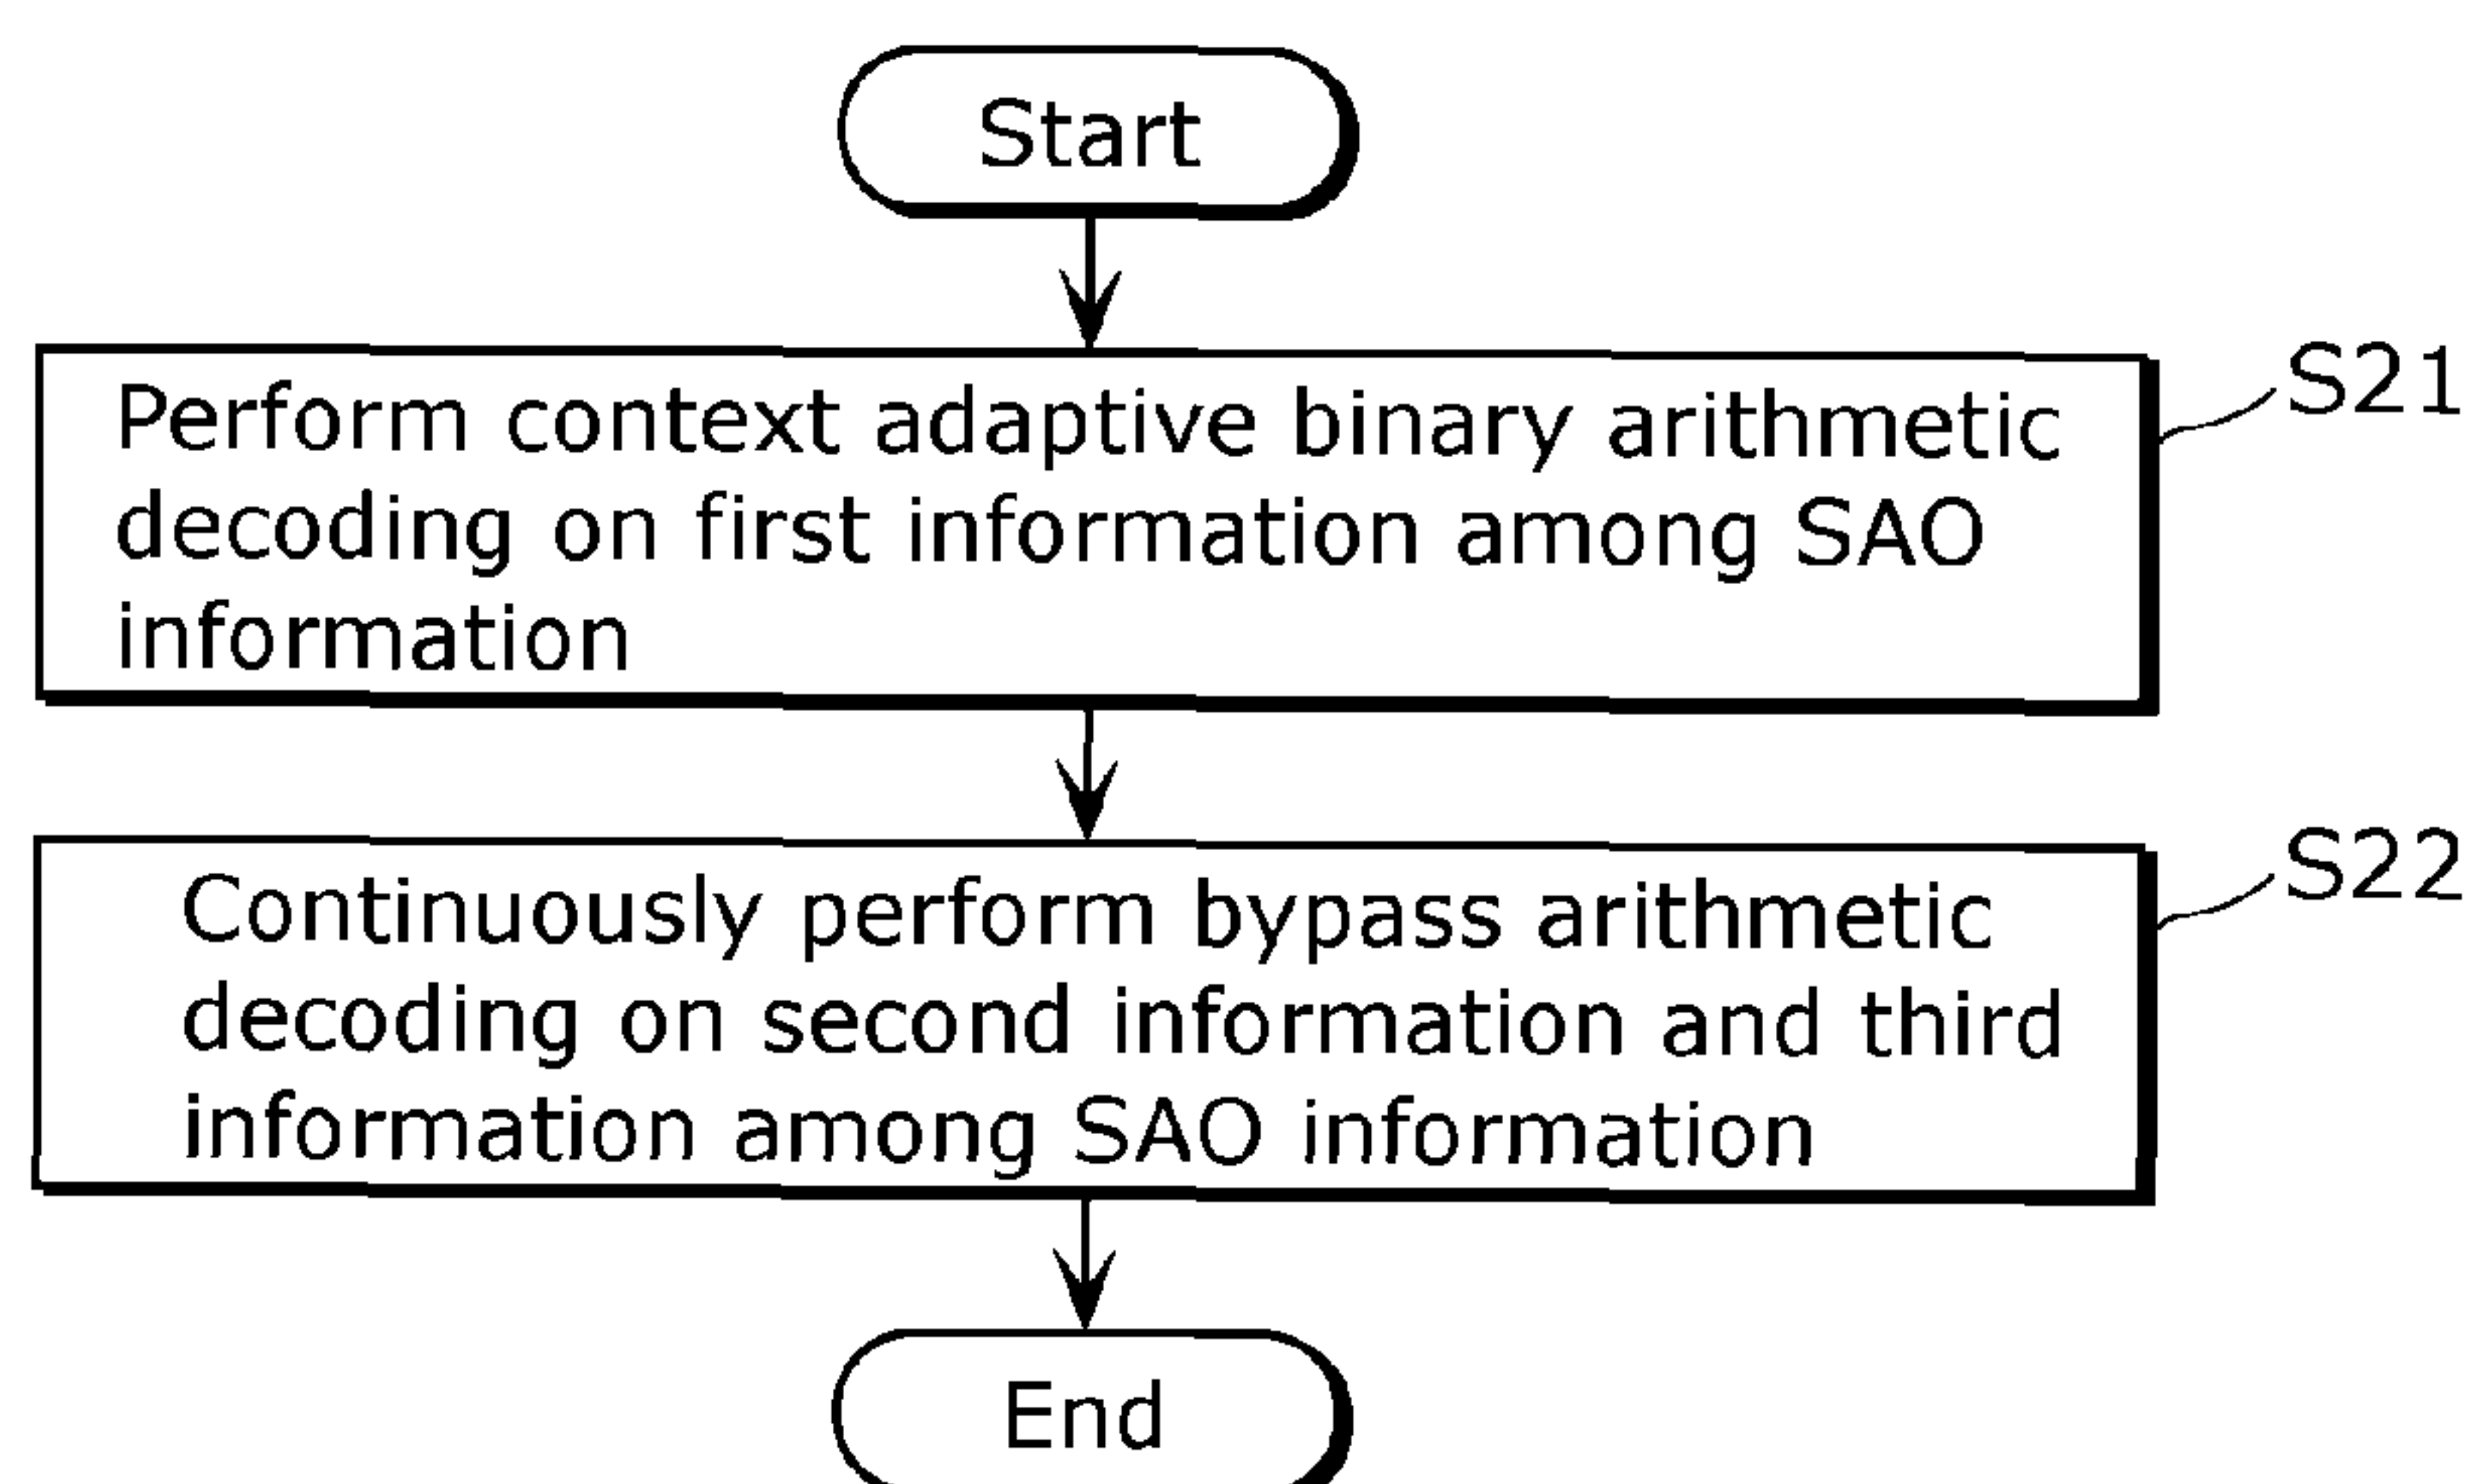 Start
Perform context adaptive binary arithmetic
decoding on first information among SAO
information
S21
Continuously perform bypass arithmetic
decoding on second information and third
information among SAO information
S22
End